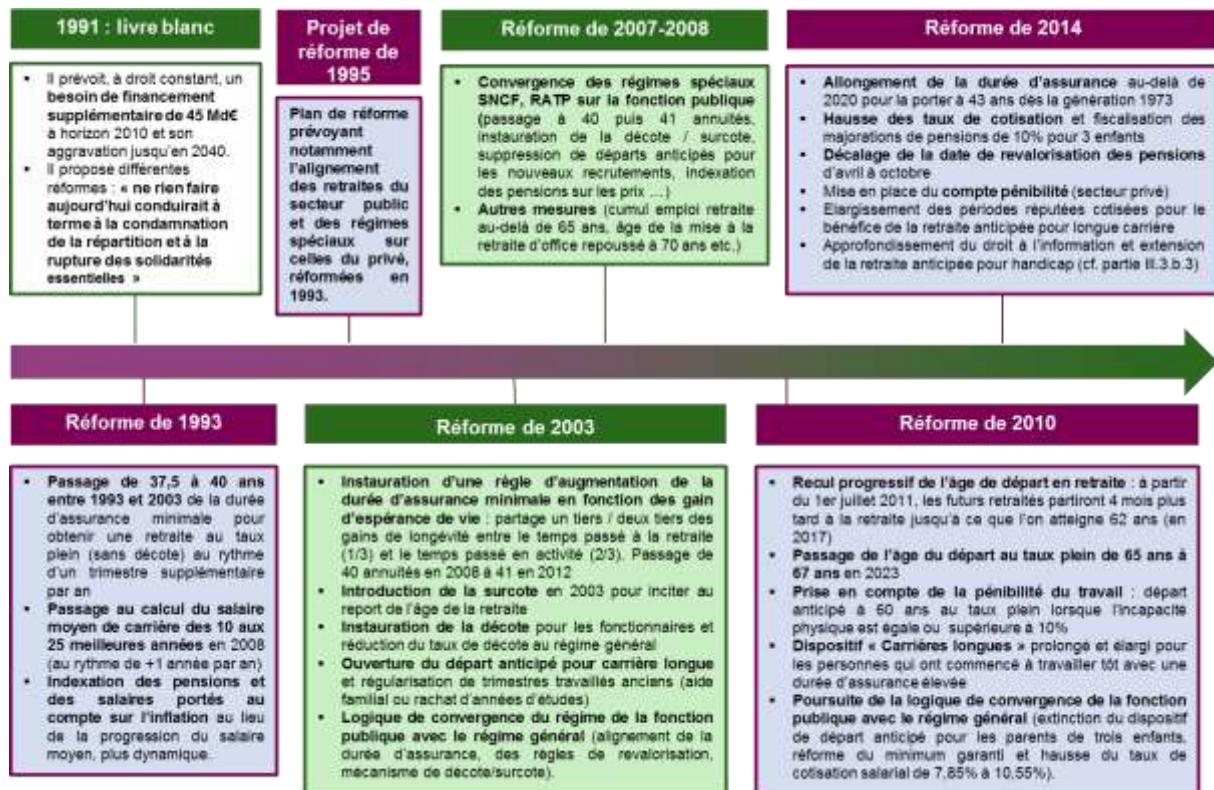 1991 : livre blanc
Il prévoit, à droit constant, un
besoin de financement
supplémentaire de 45 Md€
à horizon 2010 et son
aggravation jusqu'en 2040.
Il propose différentes
réformes : « ne rien faire
aujourd'hui conduirait à
terme à la condamnation
de la répartition et à la
rupture des solidarités
essentielles »
Projet de
réforme de
1995
Plan de réforme
prévoyant
notamment
l'alignement
des retraites du
secteur public
et des régimes
spéciaux sur
celles du privé,
réformées en
1993.
Réforme de 2007-2008
Convergence des régimes spéciaux
SNCF, RATP sur la fonction publique
(passage à 40 puis 41 annuités,
instauration de la décote / surcote,
suppression de départs anticipés pour
les nouveaux recrutements, indexation
des pensions sur les prix ...)
Autres mesures (cumul emploi retraite
au-delà de 65 ans, âge de la mise à la
retraite d'office repoussé à 70 ans etc.)
Réforme de 2014
Allongement de la durée d'assurance au-delà de
2020 pour la porter à 43 ans dès la génération 1973
Hausse des taux de cotisation et fiscalisation des
majorations de pensions de 10% pour 3 enfants
Décalage de la date de revalorisation des pensions
d'avril à octobre
Mise en place du compte pénibilité (secteur privé)
Elargissement des périodes réputées cotisées pour le
bénéfice de la retraite anticipée pour longue carrière
Approfondissement du droit à l'information et extension
de la retraite anticipée pour handicap (cf. partie III.3.b.3)
Réforme de 1993
Passage de 37,5 à 40 ans
entre 1993 et 2003 de la durée
d'assurance minimale pour
obtenir une retraite au taux
plein (sans décote) au rythme
d'un trimestre supplémentaire
par an
Passage au calcul du salaire
moyen de carrière des 10 aux
25 meilleures années en 2008
(au rythme de +1 année par an)
Indexation des pensions et
des salaires portés au
compte sur l'inflation au lieu
de la progression du salaire
moyen, plus dynamique.
Réforme de 2003
Instauration d'une règle d'augmentation de la
durée d'assurance minimale en fonction des gain
d'espérance de vie : partage un tiers / deux tiers des
gains de longévité entre le temps passé à la retraite
(1/3) et le temps passé en activité (2/3). Passage de
40 annuités en 2008 à 41 en 2012
Introduction de la surcote en 2003 pour inciter au
report de l'âge de la retraite
Instauration de la décote pour les fonctionnaires et
réduction du taux de décote au régime général
Ouverture du départ anticipé pour carrière longue
et régularisation de trimestres travaillés anciens (aide
familial ou rachat d'années d'études)
Logique de convergence du régime de la fonction
publique avec le régime général (alignement de la
durée d'assurance, des règles de revalorisation,
mécanisme de décote/surcote).
Réforme de 2010
Recul progressif de l'âge de départ en retraite : à partir
du 1er juillet 2011, les futurs retraités partiront 4 mois plus
tard à la retraite jusqu'à ce que l'on atteigne 62 ans (en
2017)
Passage de l'âge du départ au taux plein de 65 ans à
67 ans en 2023
Prise en compte de la pénibilité du travail : départ
anticipé à 60 ans au taux plein lorsque l'incapacité
physique est égale ou supérieure à 10%
Dispositif « Carrières longues » prolongé et élargi pour
les personnes qui ont commencé à travailler tôt avec une
durée d'assurance élevée
Poursuite de la logique de convergence de la fonction
publique avec le régime général (extinction du dispositif
de départ anticipé pour les parents de trois enfants,
réforme du minimum garanti et hausse du taux de
cotisation salarial de 7,85% à 10,55%).